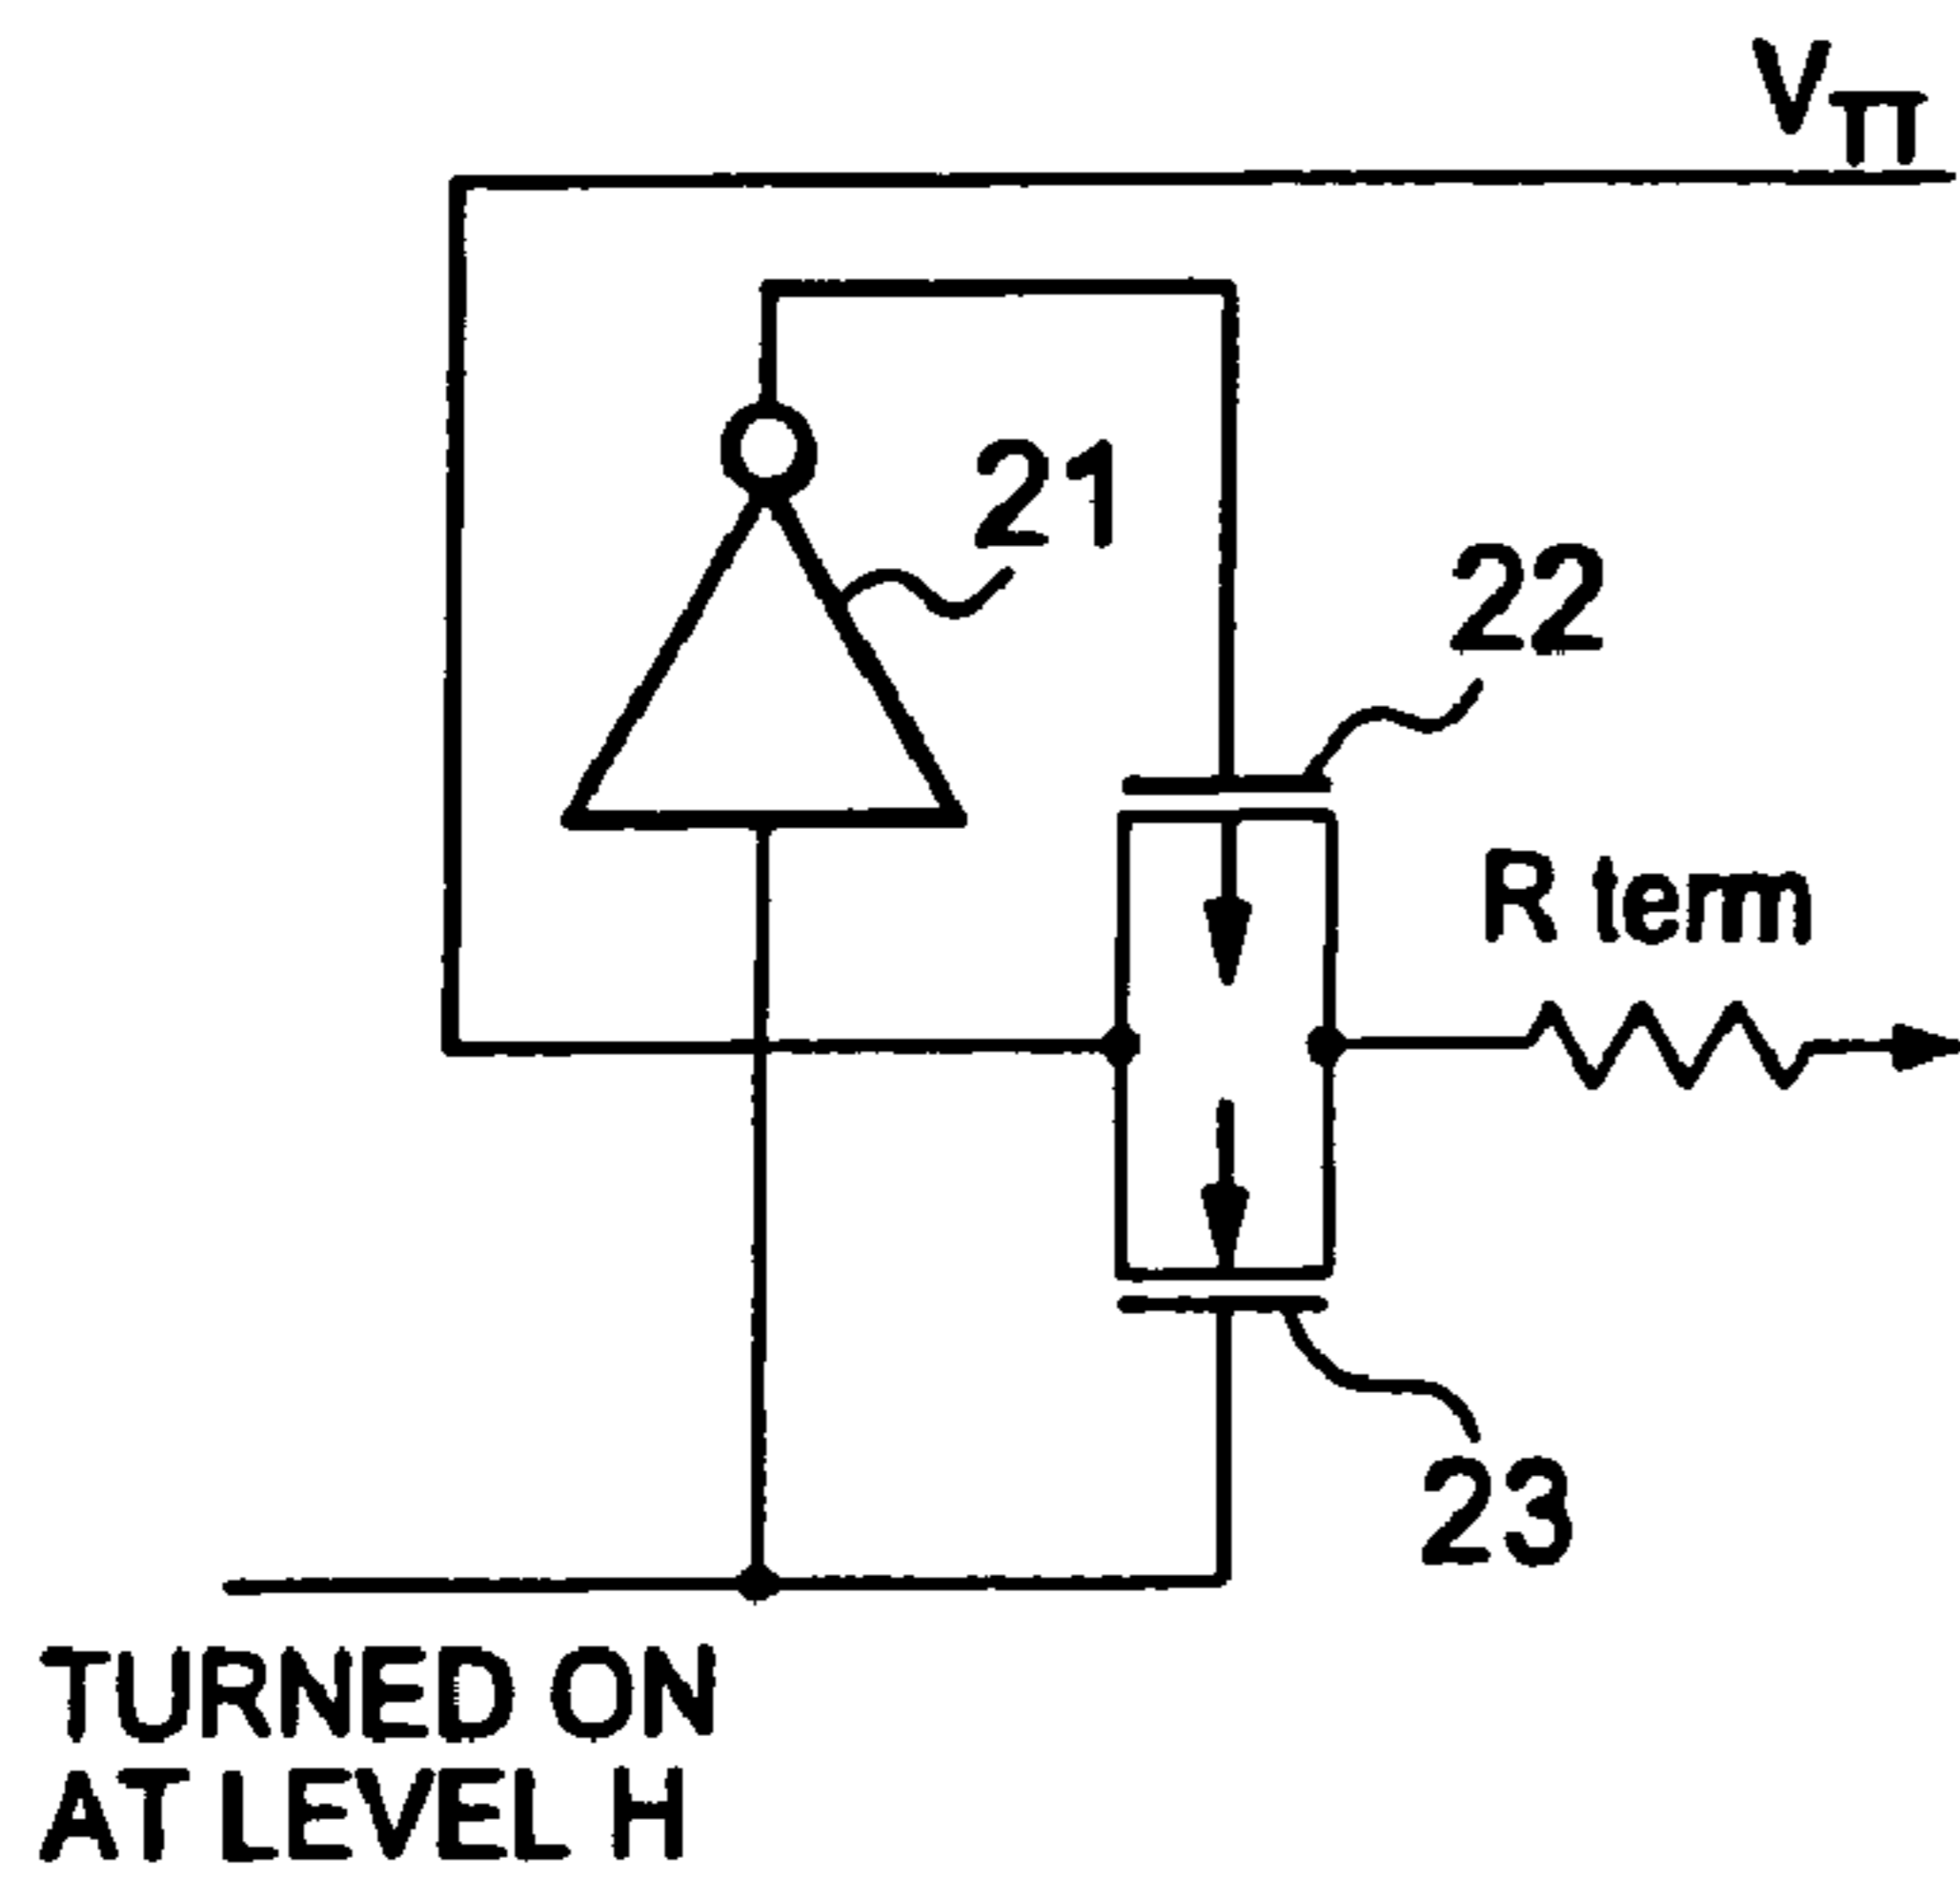 VTT
21
22
R term
23
TURNED ON
AT LEVEL H